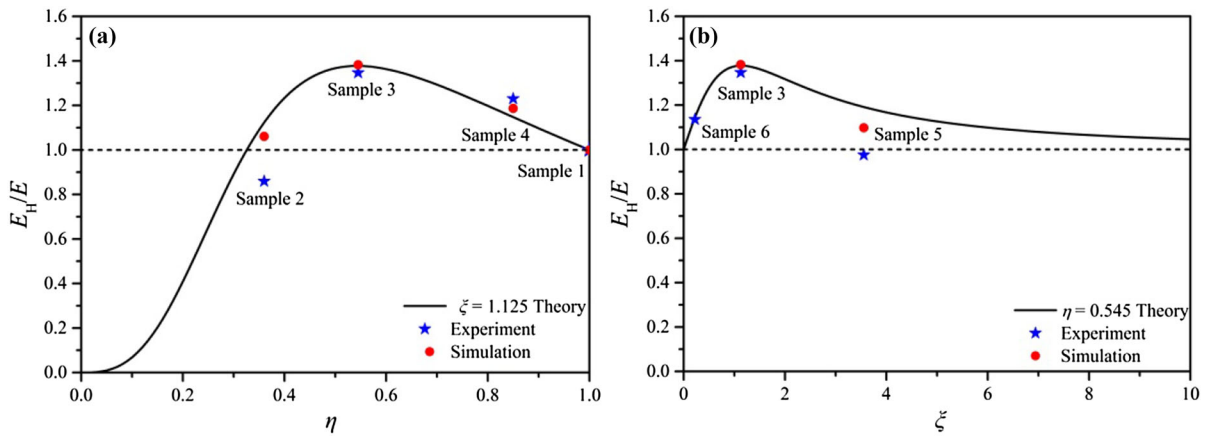 (a)
1.6
1.4
1.2
1.0
0.8
0.6
0.4
0.2
0.0
E_H/E
Sample 3
Sample 4
Sample 1
Sample 2
ξ = 1.125 Theory
Experiment
Simulation
0.0 0.2 0.4 0.6 0.8 1.0
η
(b)
1.6
1.4
1.2
1.0
0.8
0.6
0.4
0.2
0.0
E_H/E
Sample 3
Sample 6
Sample 5
η = 0.545 Theory
Experiment
Simulation
0 2 4 6 8 10
ξ